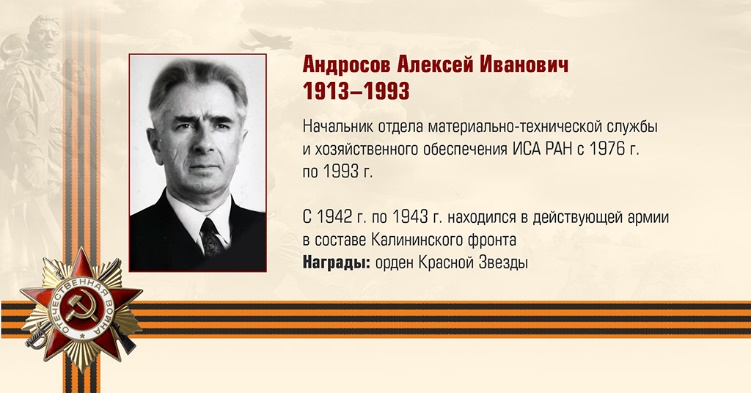 Андросов Алексей Иванович
1913–1993
Начальник отдела материально-технической службы
и хозяйственного обеспечения ИСА РАН с 1976 г.
по 1993 г.
С 1942 г. по 1943 г. находился в действующей армии
в составе Калининского фронта
Награды: орден Красной Звезды
ОТЕЧЕСТВЕННАЯ ВОЙНА